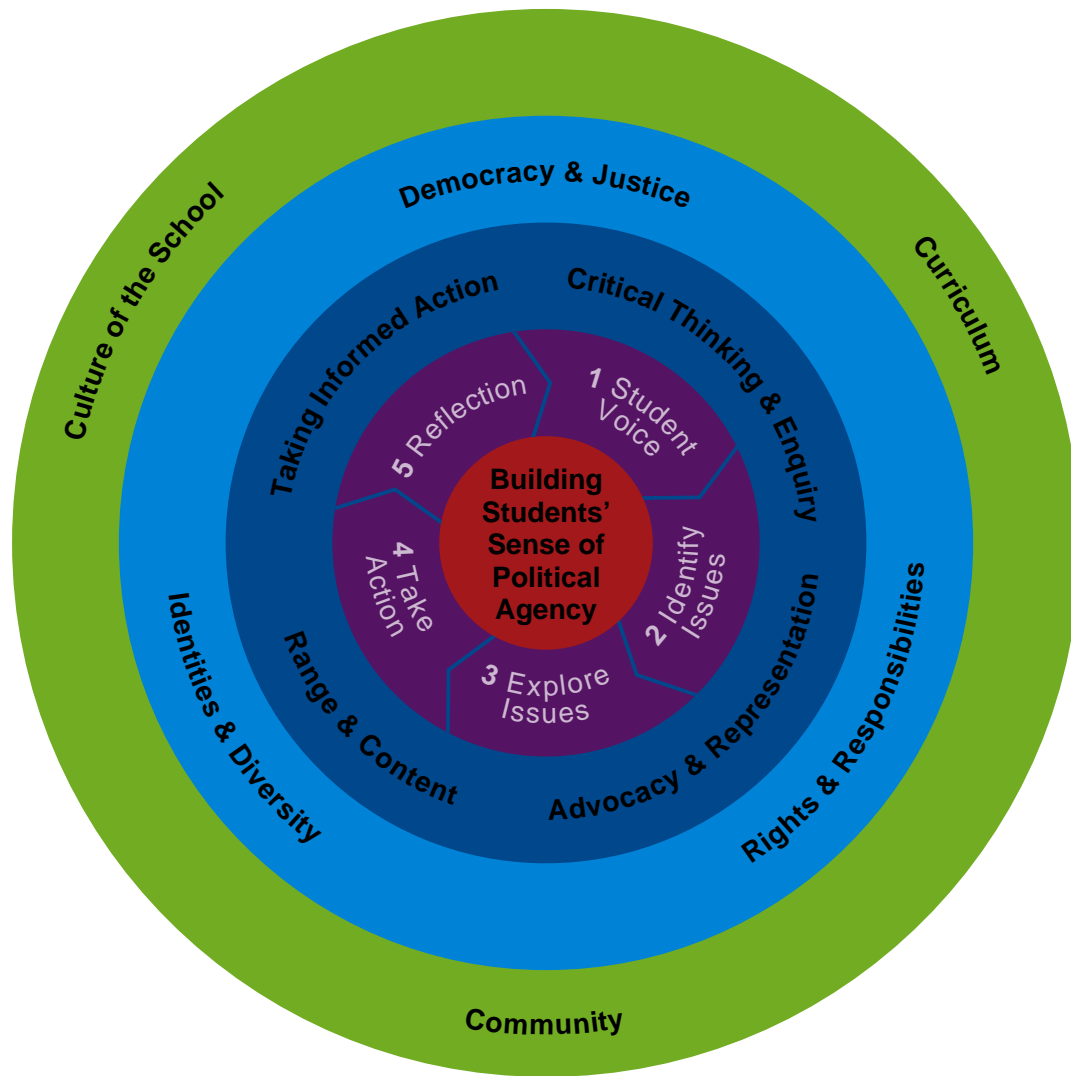 Culture of the School
Curriculum
Community
Democracy & Justice
Rights & Responsibilities
Identities & Diversity
Taking Informed Action
Critical Thinking & Enquiry
Advocacy & Representation
Range & Content
1 Student
Voice
2 Identify
Issues
3 Explore
Issues
4 Take
Action
5 Reflection
Building
Students’
Sense of
Political
Agency